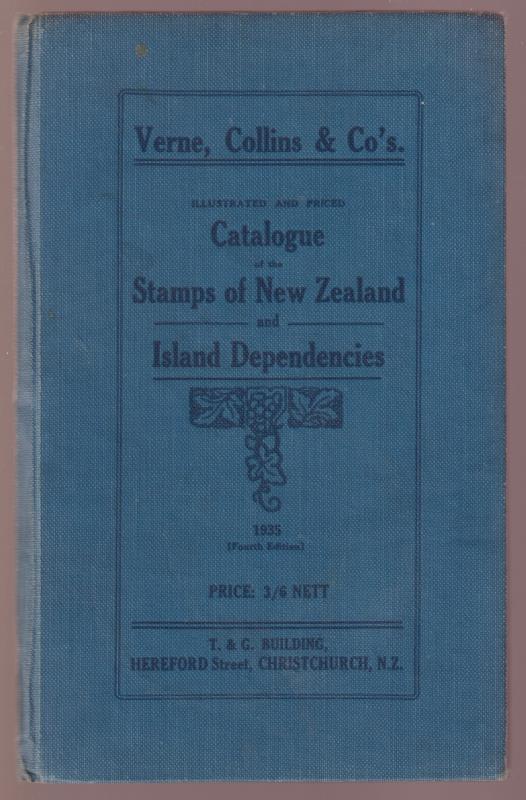 Verne, Collins & Co's.
ILLUSTRATED AND PRICED
Catalogue
of the
Stamps of New Zealand
and
Island Dependencies
1935
[Fourth Edition]
PRICE: 3/6 NETT
T. & G. BUILDING,
HEREFORD Street, CHRISTCHURCH, N.Z.